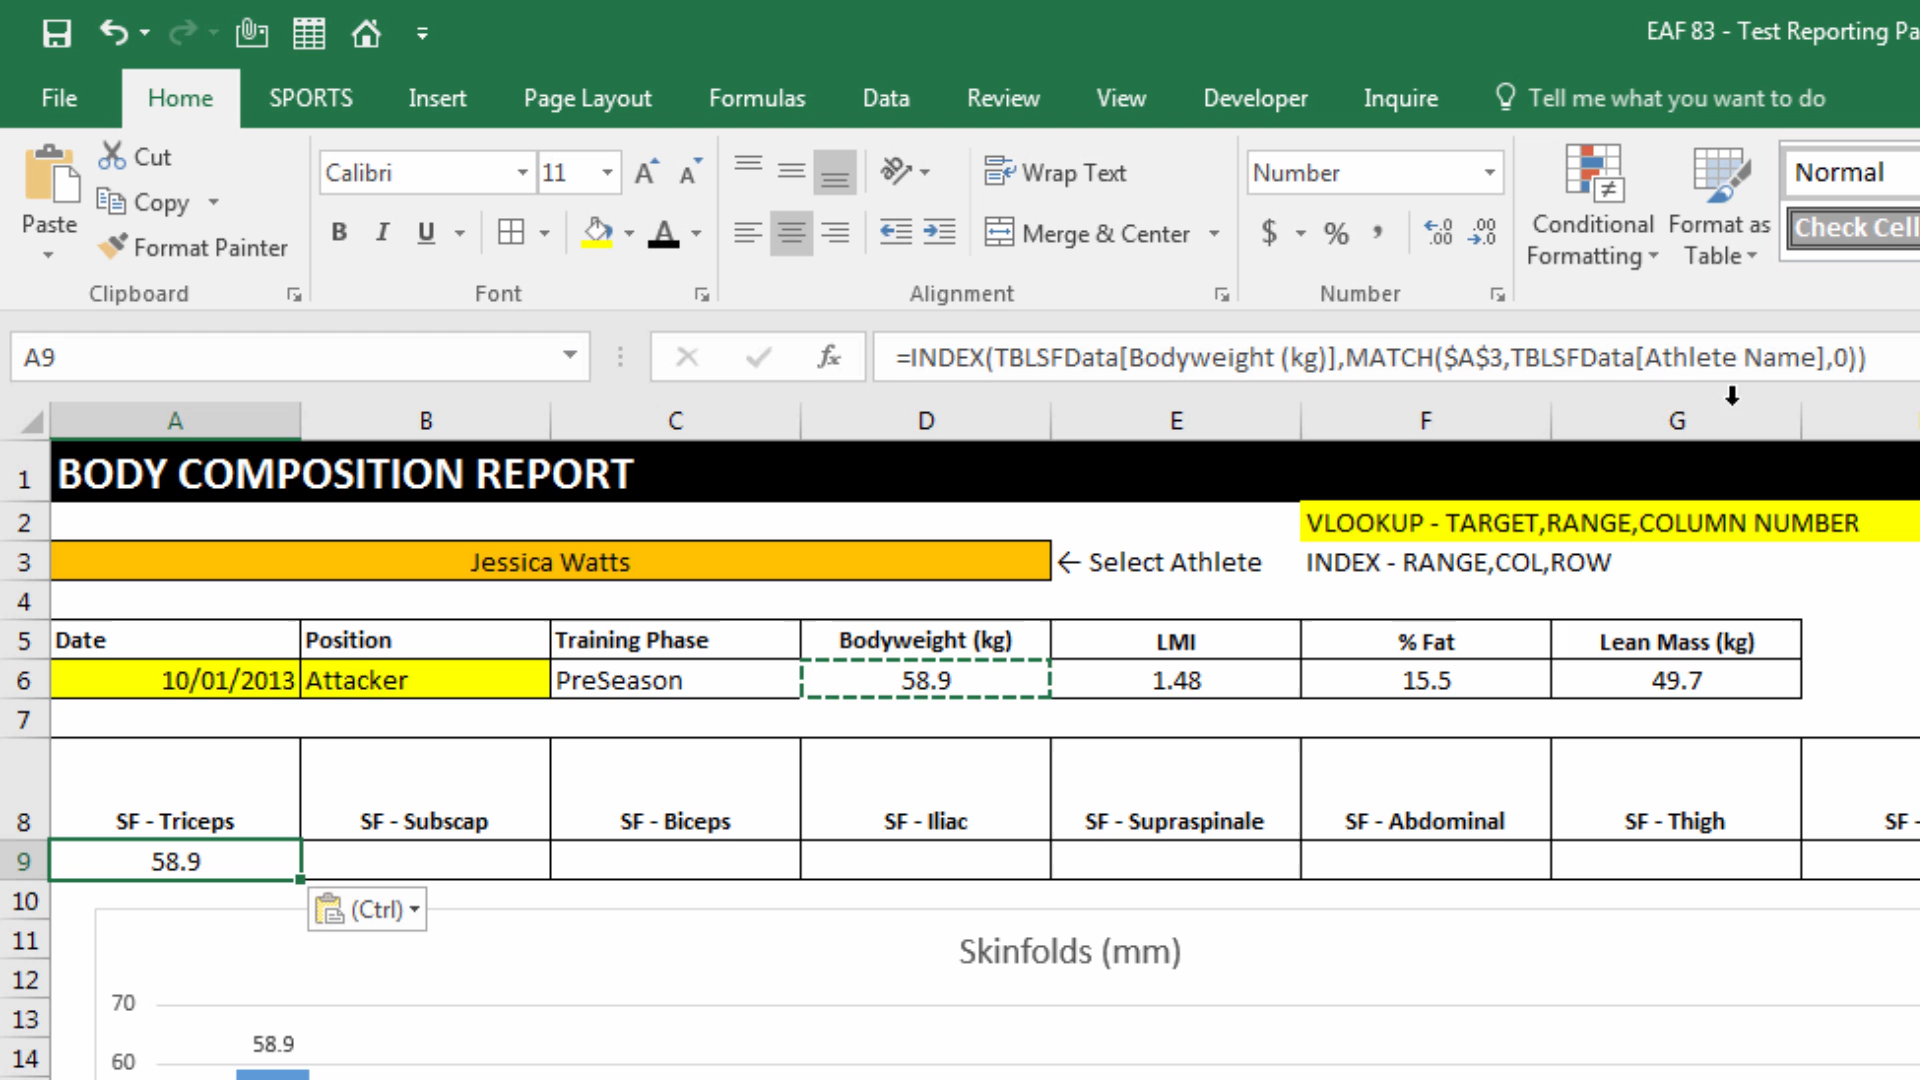 EAF 83 - Test Reporting Pa
File Home SPORTS Insert Page Layout Formulas Data Review View Developer Inquire Tell me what you want to do
Paste
Cut
Copy
Format Painter
Clipboard
Calibri 11 A A
B I U A
Font
Wrap Text
Merge & Center
Alignment
Number
$ % , .0 .00 .00 .0
Number
Conditional Formatting
Format as Table
Normal
Check Cell
A9 fx =INDEX(TBLSFData[Bodyweight (kg)],MATCH($A$3,TBLSFData[Athlete Name],0))
A B C D E F G
1 BODY COMPOSITION REPORT
2 VLOOKUP - TARGET,RANGE,COLUMN NUMBER
3 Jessica Watts ← Select Athlete INDEX - RANGE,COL,ROW
4
5 Date Position Training Phase Bodyweight (kg) LMI % Fat Lean Mass (kg)
6 10/01/2013 Attacker PreSeason 58.9 1.48 15.5 49.7
7
8 SF - Triceps SF - Subscap SF - Biceps SF - Iliac SF - Supraspinale SF - Abdominal SF - Thigh SF -
9 58.9
10 (Ctrl)
11 Skinfolds (mm)
12
70
13
58.9
14
60